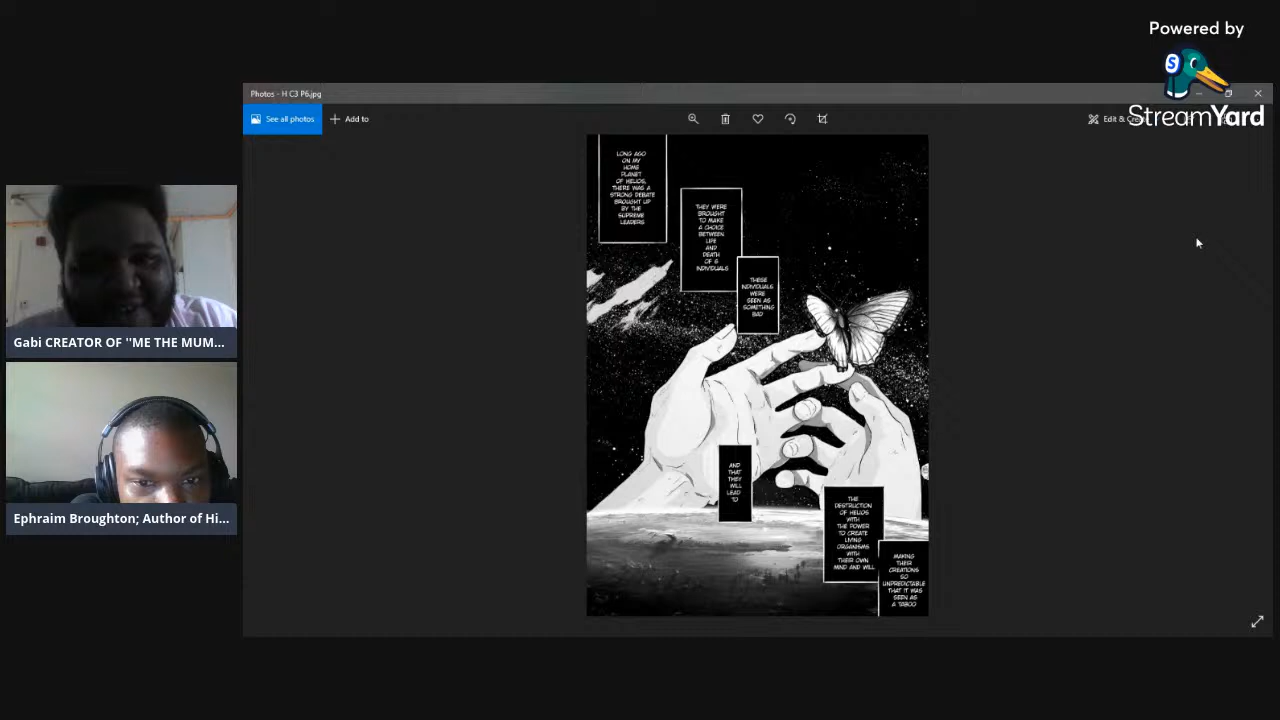 Powered by
StreamYard
Photos - H C3 P6.jpg
See all photos
Add to
LONG AGO
ON MY
HOME
PLANET
OF HELIOS,
THERE WAS A
STRONG DEBATE
BROUGHT UP
BY THE
SUPREME
LEADERS
THEY WERE
BROUGHT
TO MAKE
A CHOICE
BETWEEN
LIFE
AND
DEATH
OF 6
INDIVIDUALS
THESE
INDIVIDUALS
WERE
SEEN AS
SOMETHING
BAD
AND
THAT
THEY
WILL
LEAD
TO
THE
DESTRUCTION
OF HELIOS
WITH
THE POWER
TO CREATE
LIVING
ORGANISMS
WITH
THEIR OWN
MIND AND WILL
MAKING
THEIR
CREATIONS
SO
UNPREDICTABLE
THAT IT WAS
SEEN AS
A TABOO
Gabi CREATOR OF "ME THE MUM...
Ephraim Broughton; Author of Hi...